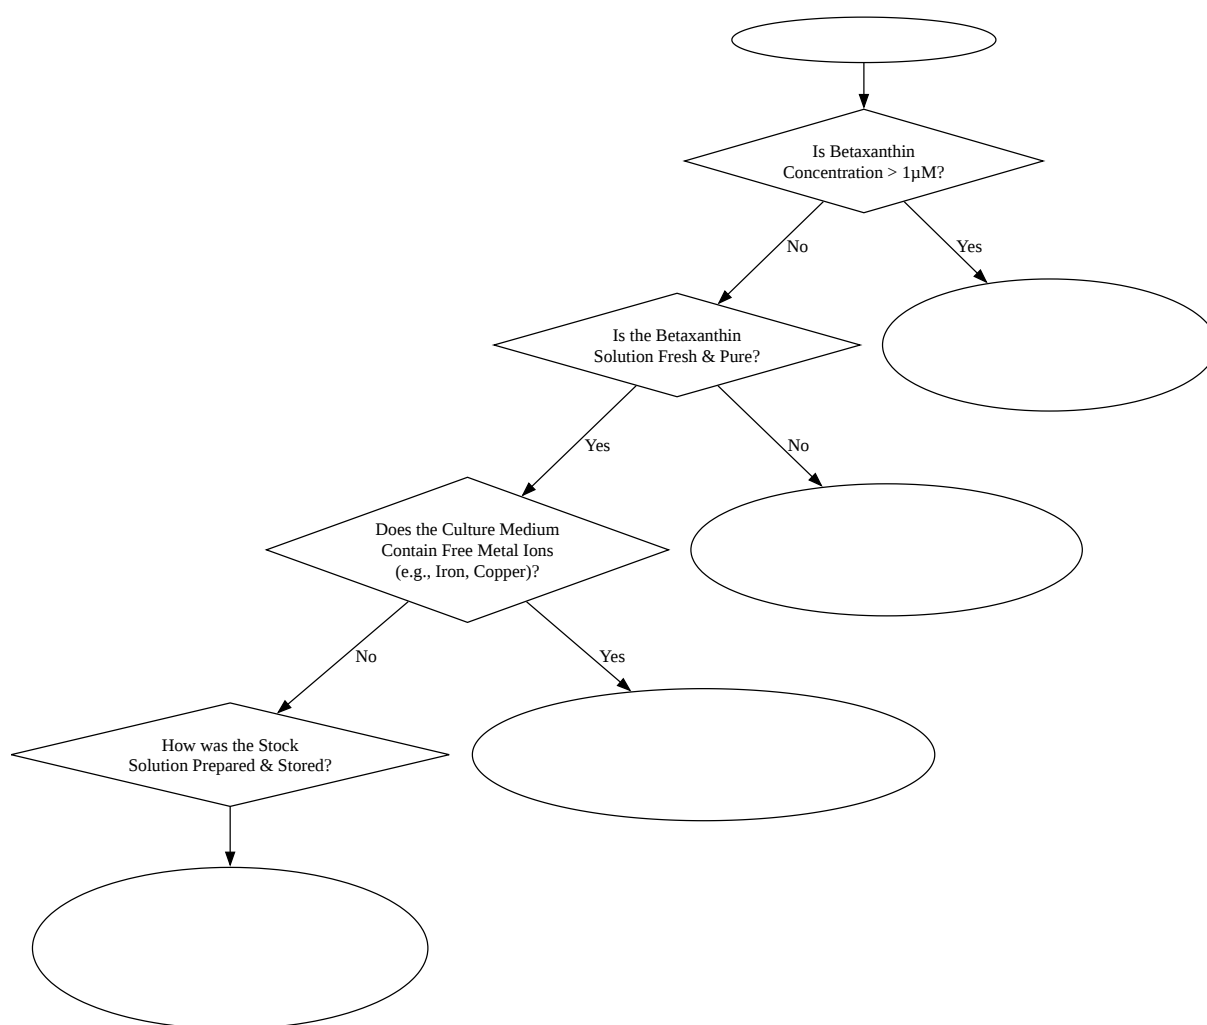 Is Betaxanthin
Concentration > 1µM?
No
Yes
Is the Betaxanthin
Solution Fresh & Pure?
Yes
No
Does the Culture Medium
Contain Free Metal Ions
(e.g., Iron, Copper)?
No
Yes
How was the Stock
Solution Prepared & Stored?